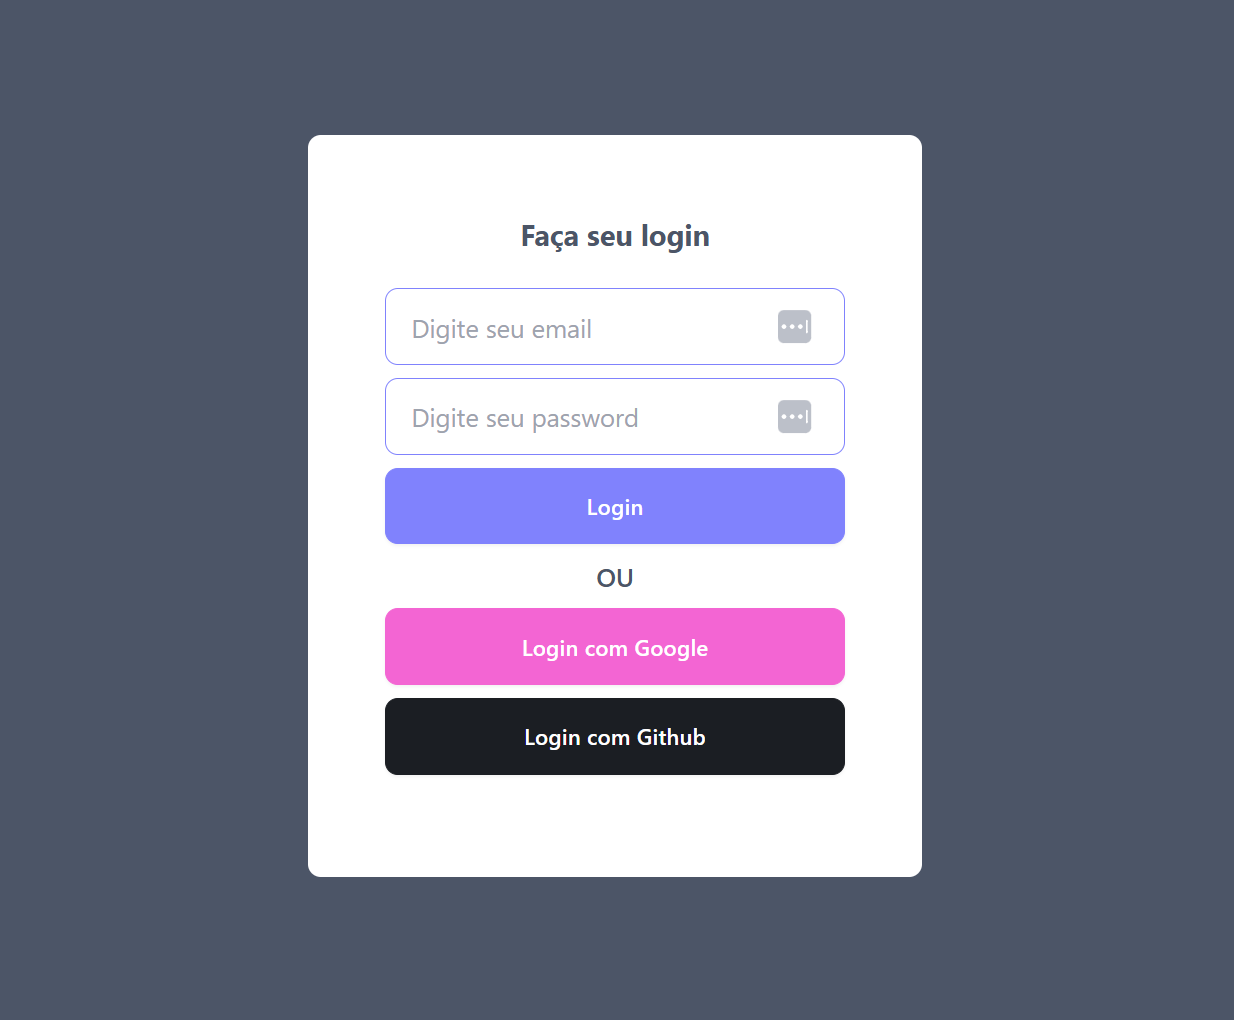 Faça seu login
Digite seu email
Digite seu password
Login
OU
Login com Google
Login com Github